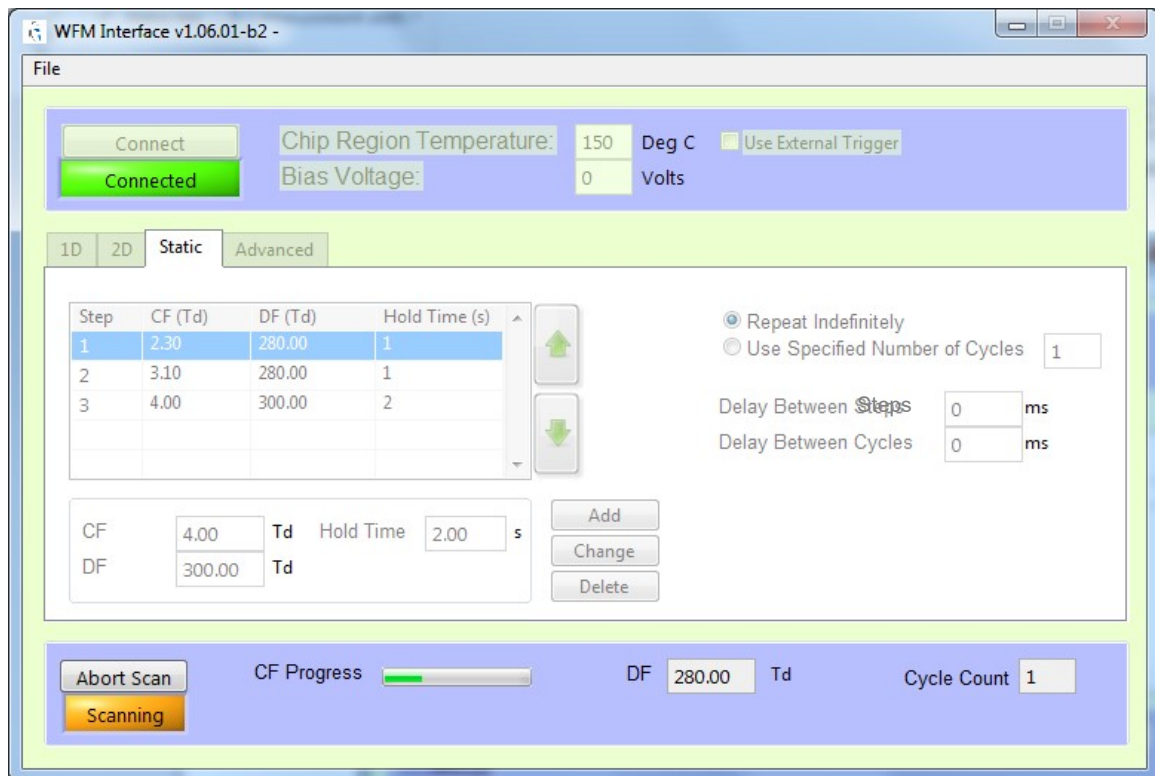 WFM Interface v1.06.01-b2 -
File
Connect
Chip Region Temperature: 150 Deg C Use External Trigger
Connected
Bias Voltage: 0 Volts
1D 2D Static Advanced
Step CF (Td) DF (Td) Hold Time (s)
1 2.30 280.00 1
2 3.10 280.00 1
3 4.00 300.00 2
Repeat Indefinitely
Use Specified Number of Cycles 1
Delay Between Steps 0 ms
Delay Between Cycles 0 ms
CF 4.00 Td Hold Time 2.00 s
DF 300.00 Td
Add
Change
Delete
Abort Scan
Scanning
CF Progress
DF 280.00 Td
Cycle Count 1